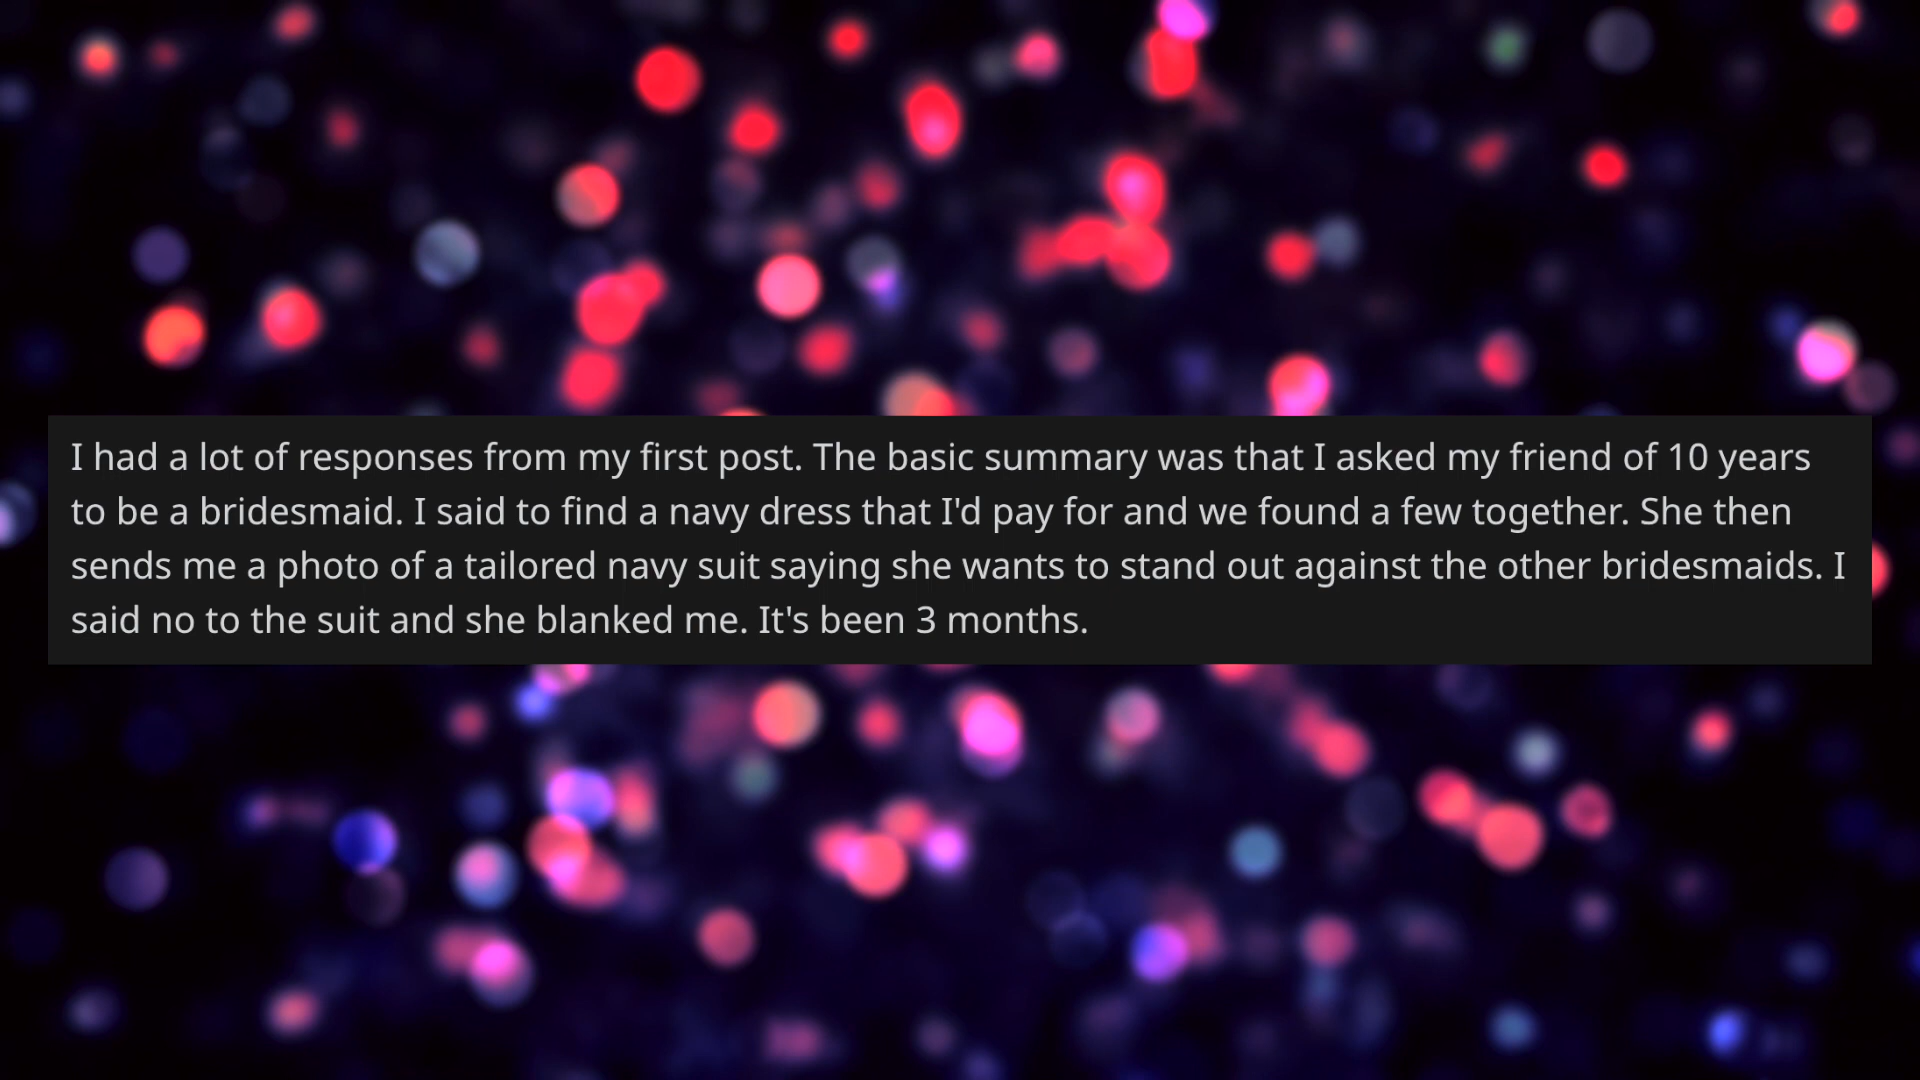 I had a lot of responses from my first post. The basic summary was that I asked my friend of 10 years
to be a bridesmaid. I said to find a navy dress that I'd pay for and we found a few together. She then
sends me a photo of a tailored navy suit saying she wants to stand out against the other bridesmaids. I
said no to the suit and she blanked me. It's been 3 months.